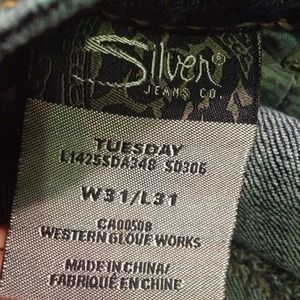 Silver®
JEANS CO.
TUESDAY
L1425SDA348 S0306
W31/L31
CA00508
WESTERN GLOVE WORKS
MADE IN CHINA/
FABRIQUÉ EN CHINE